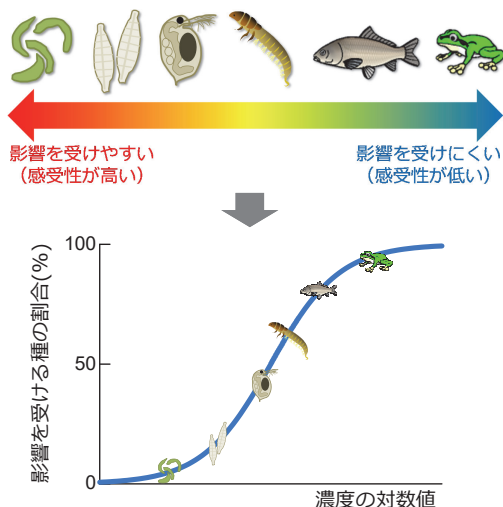 影響を受けやすい
(感受性が高い)
影響を受けにくい
(感受性が低い)
影響を受ける種の割合(%)
100
50
0
濃度の対数値